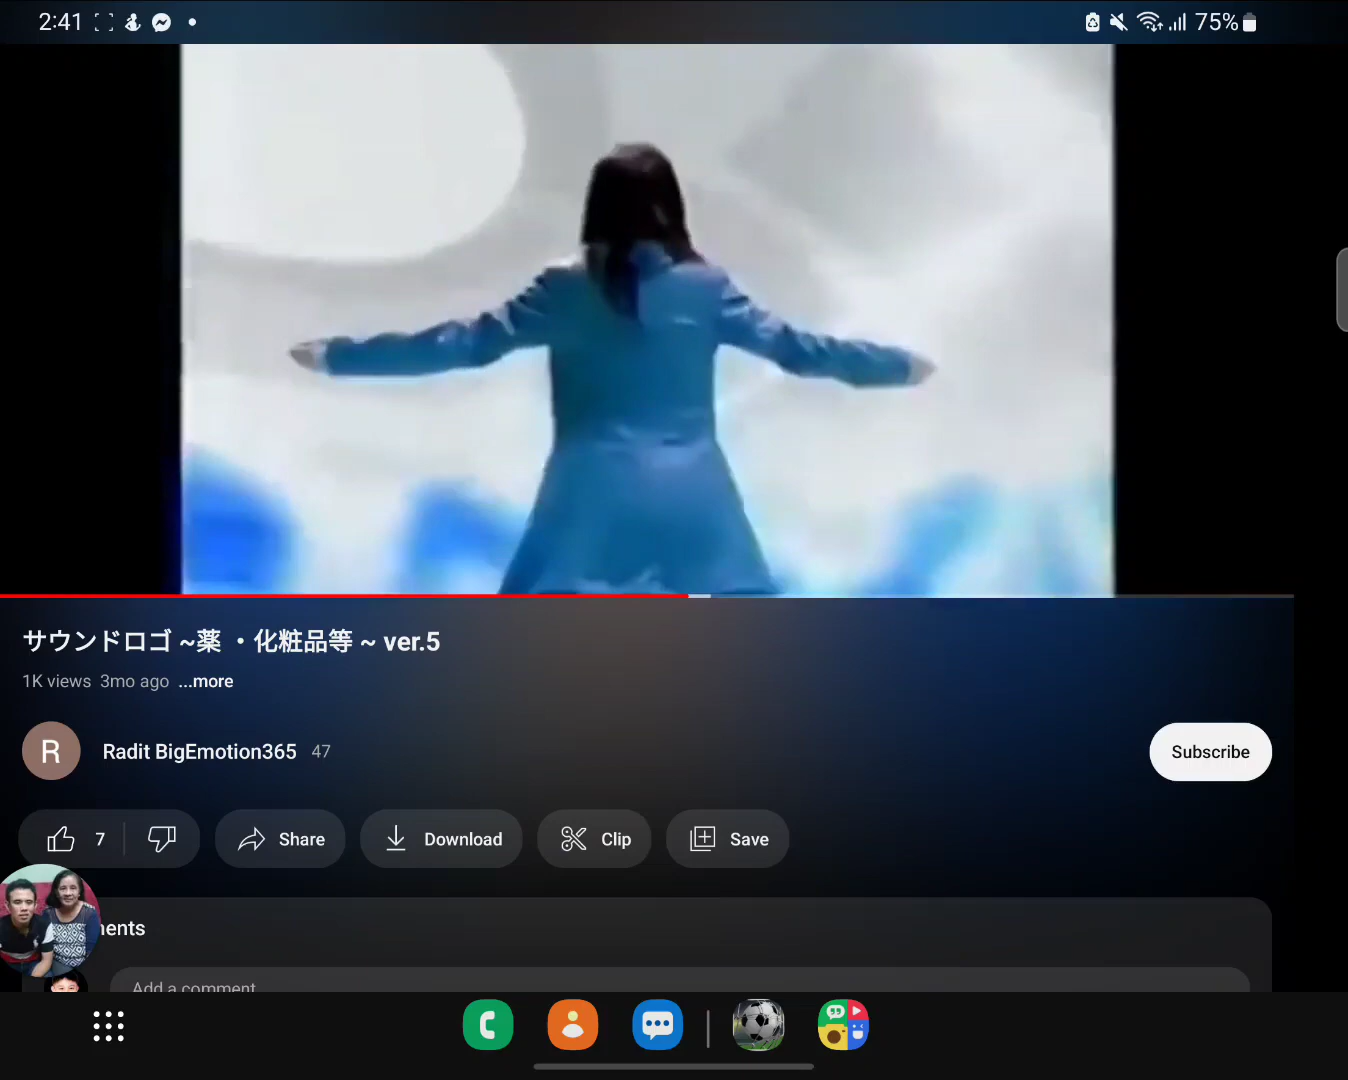 2:41
75%
サウンドロゴ ~薬 ・化粧品等 ~ ver.5
1K views 3mo ago ...more
R
Radit BigEmotion365 47
Subscribe
7
Share
Download
Clip
Save
ents
Add a comment